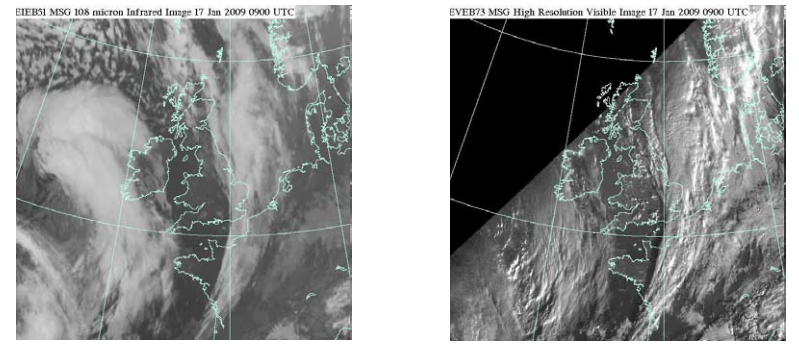 EIEB51 MSG 108 micron Infrared Image 17 Jan 2009 0900 UTC
EVEB73 MSG High Resolution Visible Image 17 Jan 2009 0900 UTC